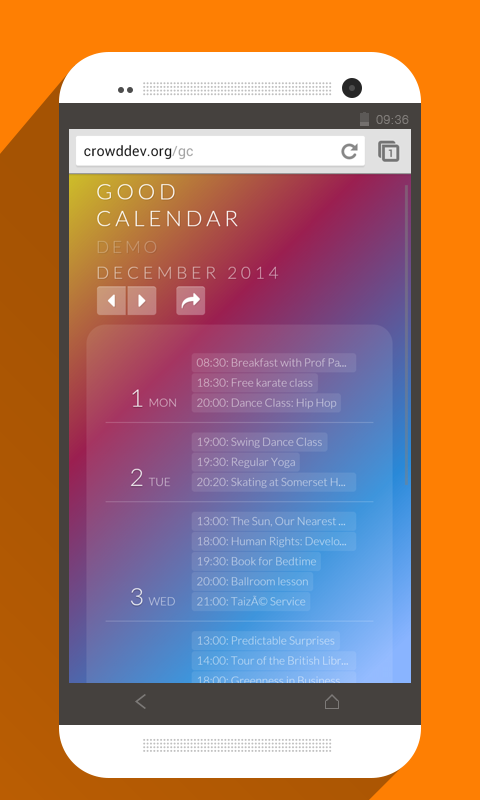 09:36
crowddev.org/gc
1
GOOD
CALENDAR
DEMO
DECEMBER 2014
08:30: Breakfast with Prof Pa...
18:30: Free karate class
1 MON
20:00: Dance Class: Hip Hop
19:00: Swing Dance Class
19:30: Regular Yoga
2 TUE
20:20: Skating at Somerset H...
13:00: The Sun, Our Nearest ...
18:00: Human Rights: Develo...
19:30: Book for Bedtime
20:00: Ballroom lesson
3 WED
21:00: TaizÃ© Service
13:00: Predictable Surprises
14:00: Tour of the British Libr...
18:00: Greenness in Business